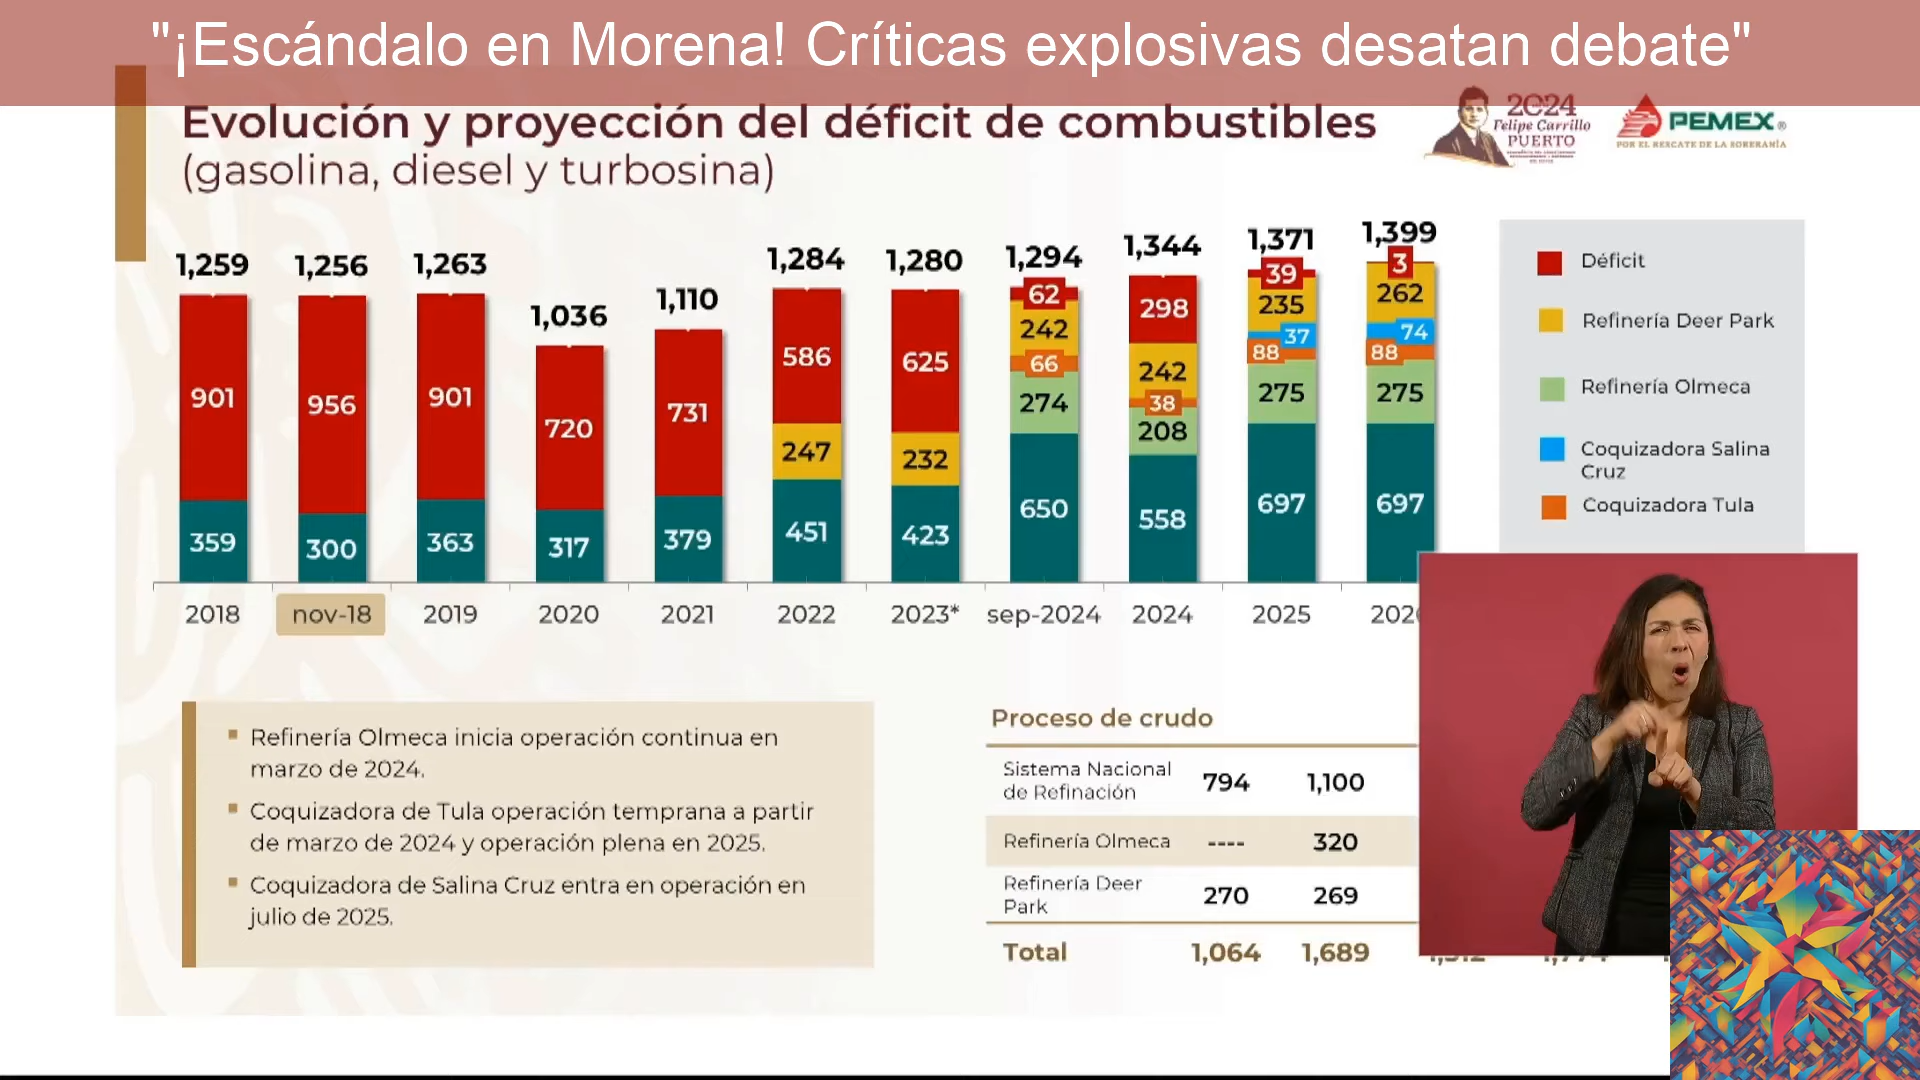 "¡Escándalo en Morena! Críticas explosivas desatan debate"
Evolución y proyección del déficit de combustibles
(gasolina, diesel y turbosina)
2024
Felipe Carrillo
PUERTO
PEMEX®
POR EL RESCATE DE LA SOBERANÍA
1,259 1,256 1,263 1,036 1,110 1,284 1,280 1,294 1,344 1,371 1,399
901 956 901 720 731 586 625 62 298 39 3
247 232 242 242 235 262
37 74
66 38 88 88
274 208 275 275
359 300 363 317 379 451 423 650 558 697 697
2018 nov-18 2019 2020 2021 2022 2023* sep-2024 2024 2025
Déficit
Refinería Deer Park
Refinería Olmeca
Coquizadora Salina
Cruz
Coquizadora Tula
Refinería Olmeca inicia operación continua en
marzo de 2024.
Coquizadora de Tula operación temprana a partir
de marzo de 2024 y operación plena en 2025.
Coquizadora de Salina Cruz entra en operación en
julio de 2025.
Proceso de crudo
Sistema Nacional
de Refinación 794 1,100
Refinería Olmeca ---- 320
Refinería Deer
Park 270 269
Total 1,064 1,689